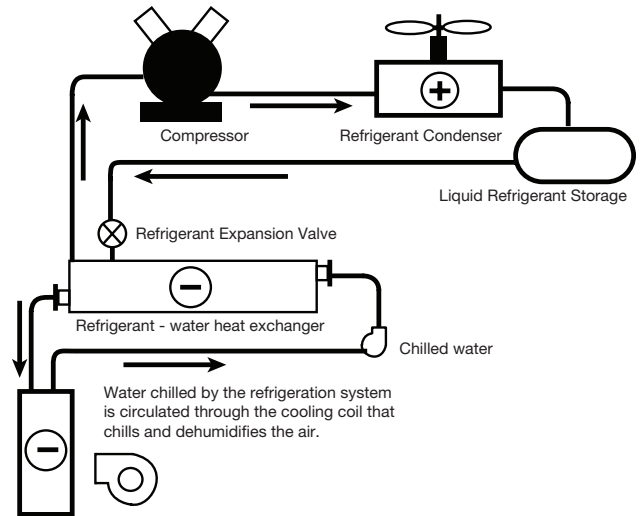 Compressor
Refrigerant Condenser
Liquid Refrigerant Storage
Refrigerant Expansion Valve
Refrigerant - water heat exchanger
Chilled water
Water chilled by the refrigeration system
is circulated through the cooling coil that
chills and dehumidifies the air.